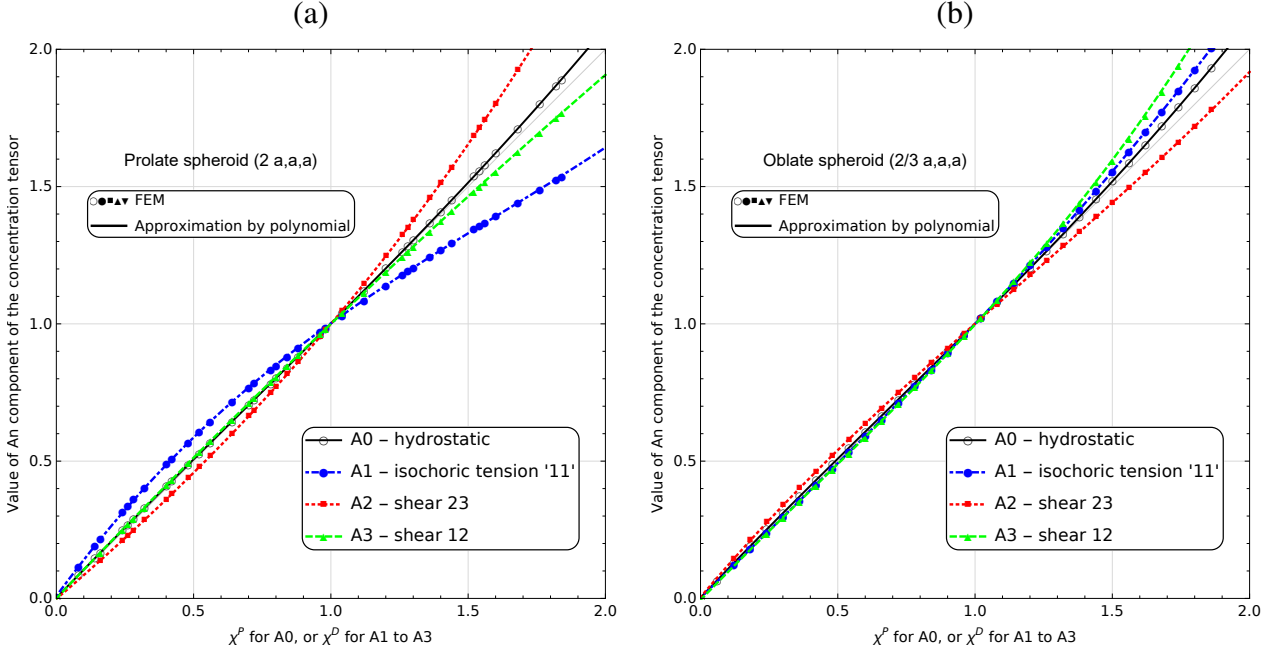 (a)
Value of An component of the concentration tensor
2.0
1.5
1.0
0.5
0.0
Prolate spheroid (2 a,a,a)
○●■▲▼ FEM
Approximation by polynomial
A0 – hydrostatic
A1 – isochoric tension '11'
A2 – shear 23
A3 – shear 12
0.0 0.5 1.0 1.5 2.0
χ^P for A0, or χ^D for A1 to A3
(b)
Value of An component of the concentration tensor
2.0
1.5
1.0
0.5
0.0
Oblate spheroid (2/3 a,a,a)
○●■▲▼ FEM
Approximation by polynomial
A0 – hydrostatic
A1 – isochoric tension '11'
A2 – shear 23
A3 – shear 12
0.0 0.5 1.0 1.5 2.0
χ^P for A0, or χ^D for A1 to A3